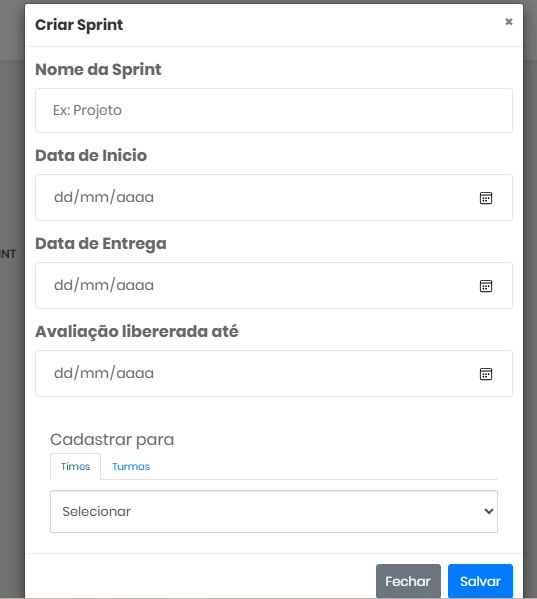 Criar Sprint
×
Nome da Sprint
Ex: Projeto
Data de Inicio
dd/mm/aaaa
Data de Entrega
dd/mm/aaaa
INT
Avaliação libererada até
dd/mm/aaaa
Cadastrar para
Times Turmas
Selecionar
Fechar Salvar